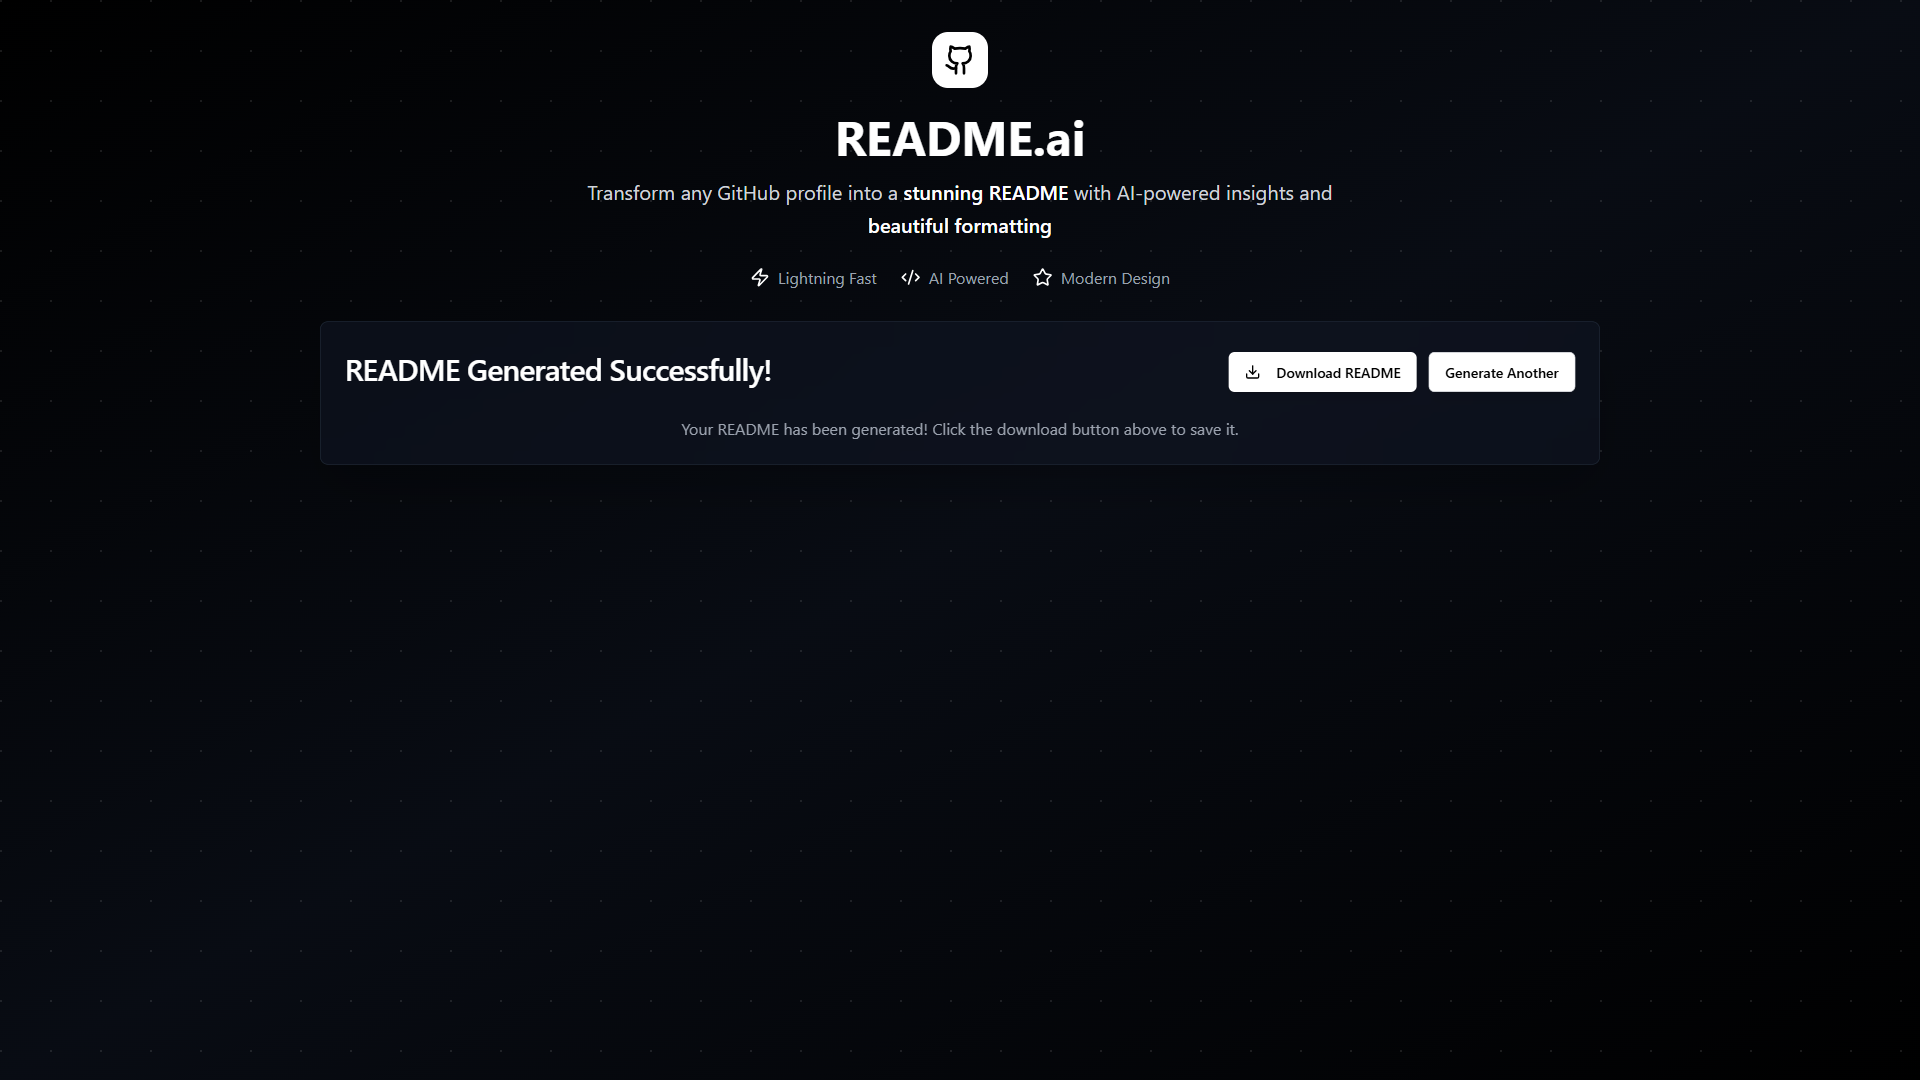 README.ai
Transform any GitHub profile into a stunning README with AI-powered insights and
beautiful formatting
Lightning Fast AI Powered Modern Design
README Generated Successfully!
Download README Generate Another
Your README has been generated! Click the download button above to save it.